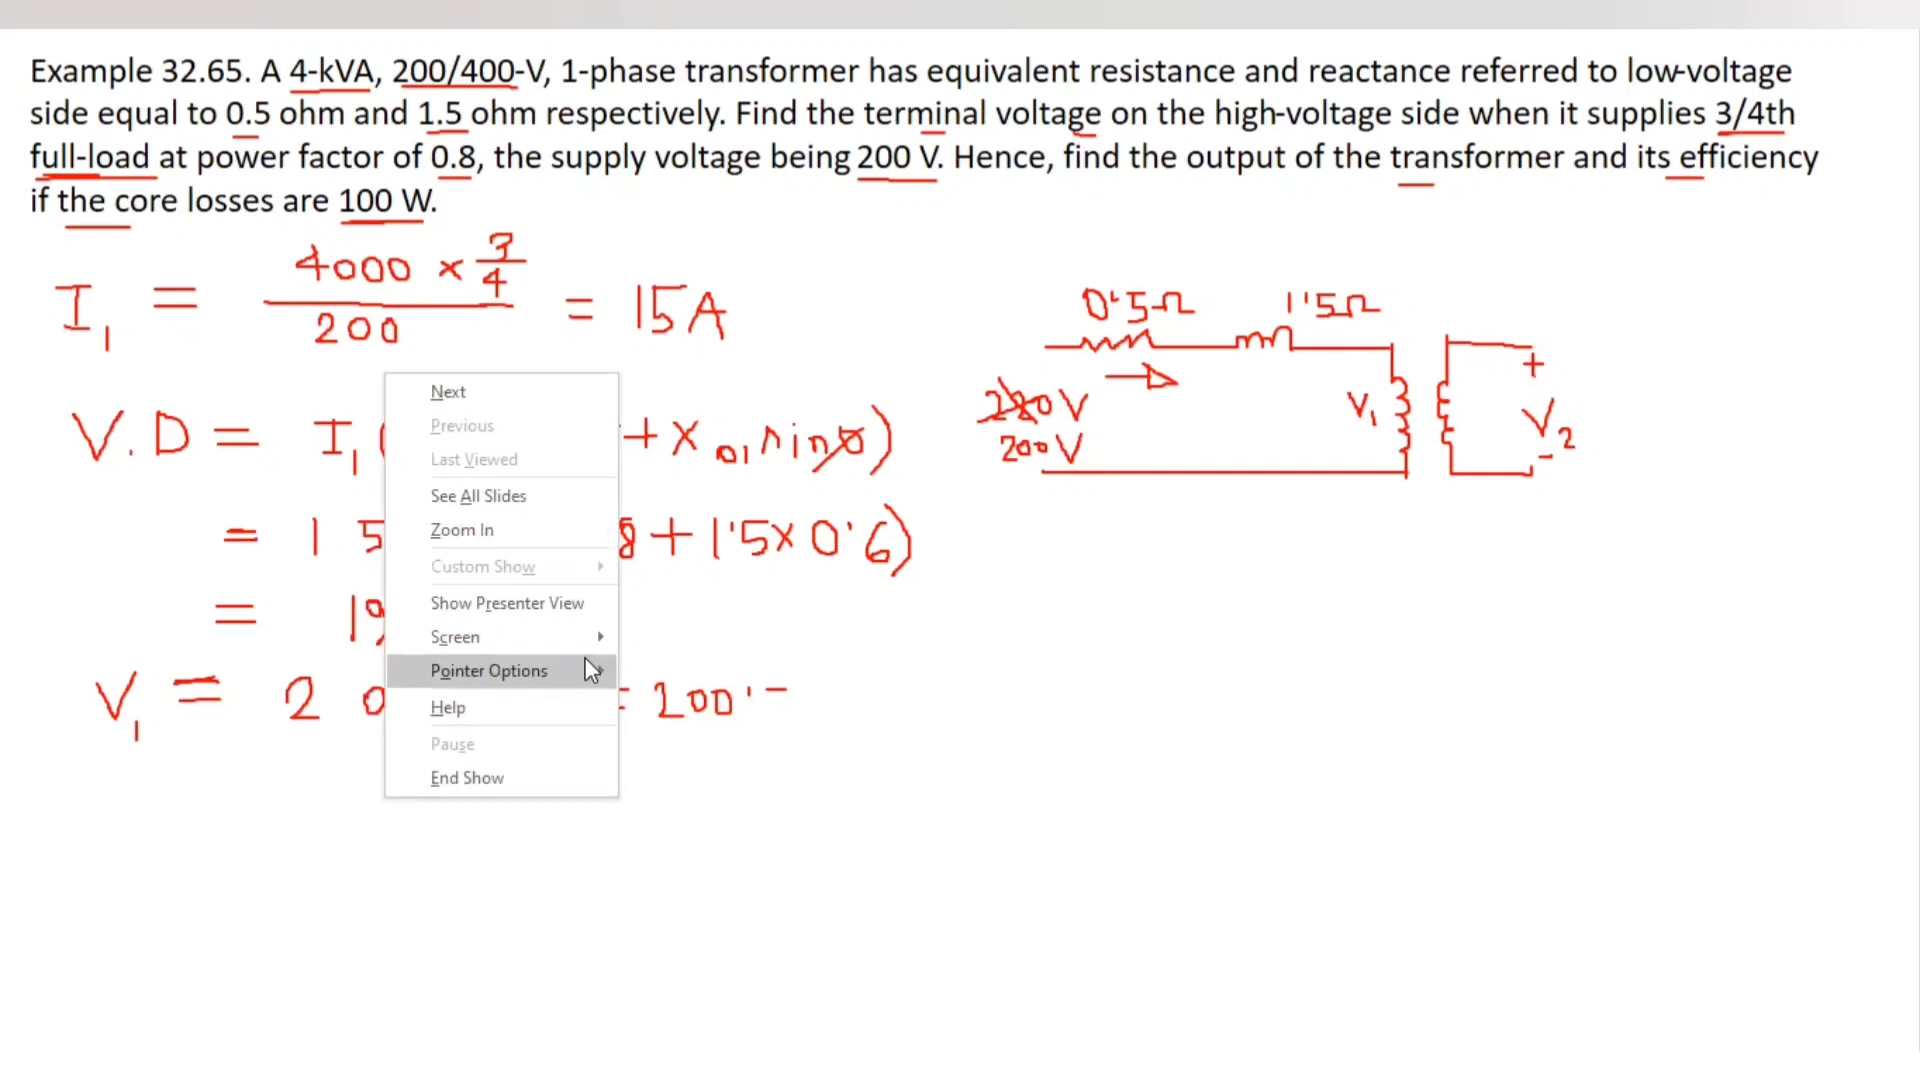 Example 32.65. A 4-kVA, 200/400-V, 1-phase transformer has equivalent resistance and reactance referred to low-voltage
side equal to 0.5 ohm and 1.5 ohm respectively. Find the terminal voltage on the high-voltage side when it supplies 3/4th
full-load at power factor of 0.8, the supply voltage being 200 V. Hence, find the output of the transformer and its efficiency
if the core losses are 100 W.
I₁ = 4000 × 3/4 / 200 = 15A
V.D = I₁( + X₀₁ sinø)
= 15 8 + 1.5 × 0.6)
= 19
V₁ = 20 = 200.-
0.5Ω 1.5Ω
V
200V
V₁
+
V₂
-
Next
Previous
Last Viewed
See All Slides
Zoom In
Custom Show
Show Presenter View
Screen
Pointer Options
Help
Pause
End Show